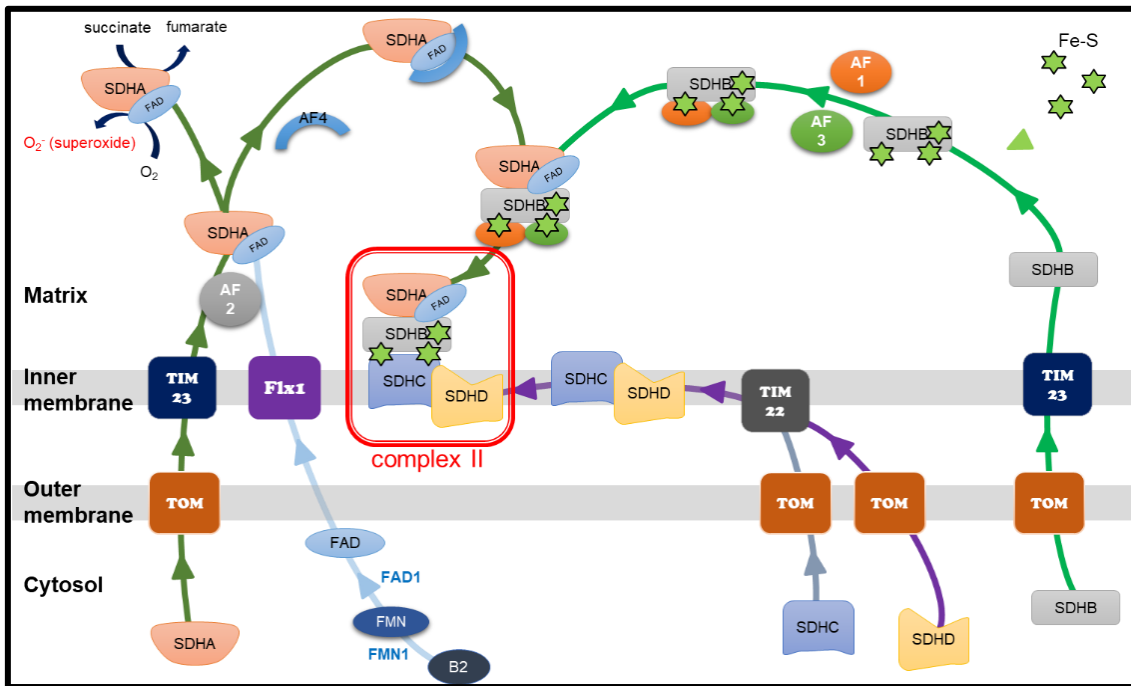 succinate
fumarate
SDHA
FAD
O2- (superoxide)
O2
SDHA
FAD
AF4
SDHB
AF
1
AF
3
SDHB
Fe-S
SDHA
FAD
SDHB
SDHA
FAD
AF
2
Matrix
SDHA
FAD
SDHB
SDHC
SDHD
complex II
SDHB
Inner
membrane
TIM
23
Flx1
SDHC
SDHD
TIM
22
TIM
23
Outer
membrane
TOM
TOM
TOM
TOM
Cytosol
FAD
FAD1
FMN
FMN1
B2
SDHA
SDHC
SDHD
SDHB